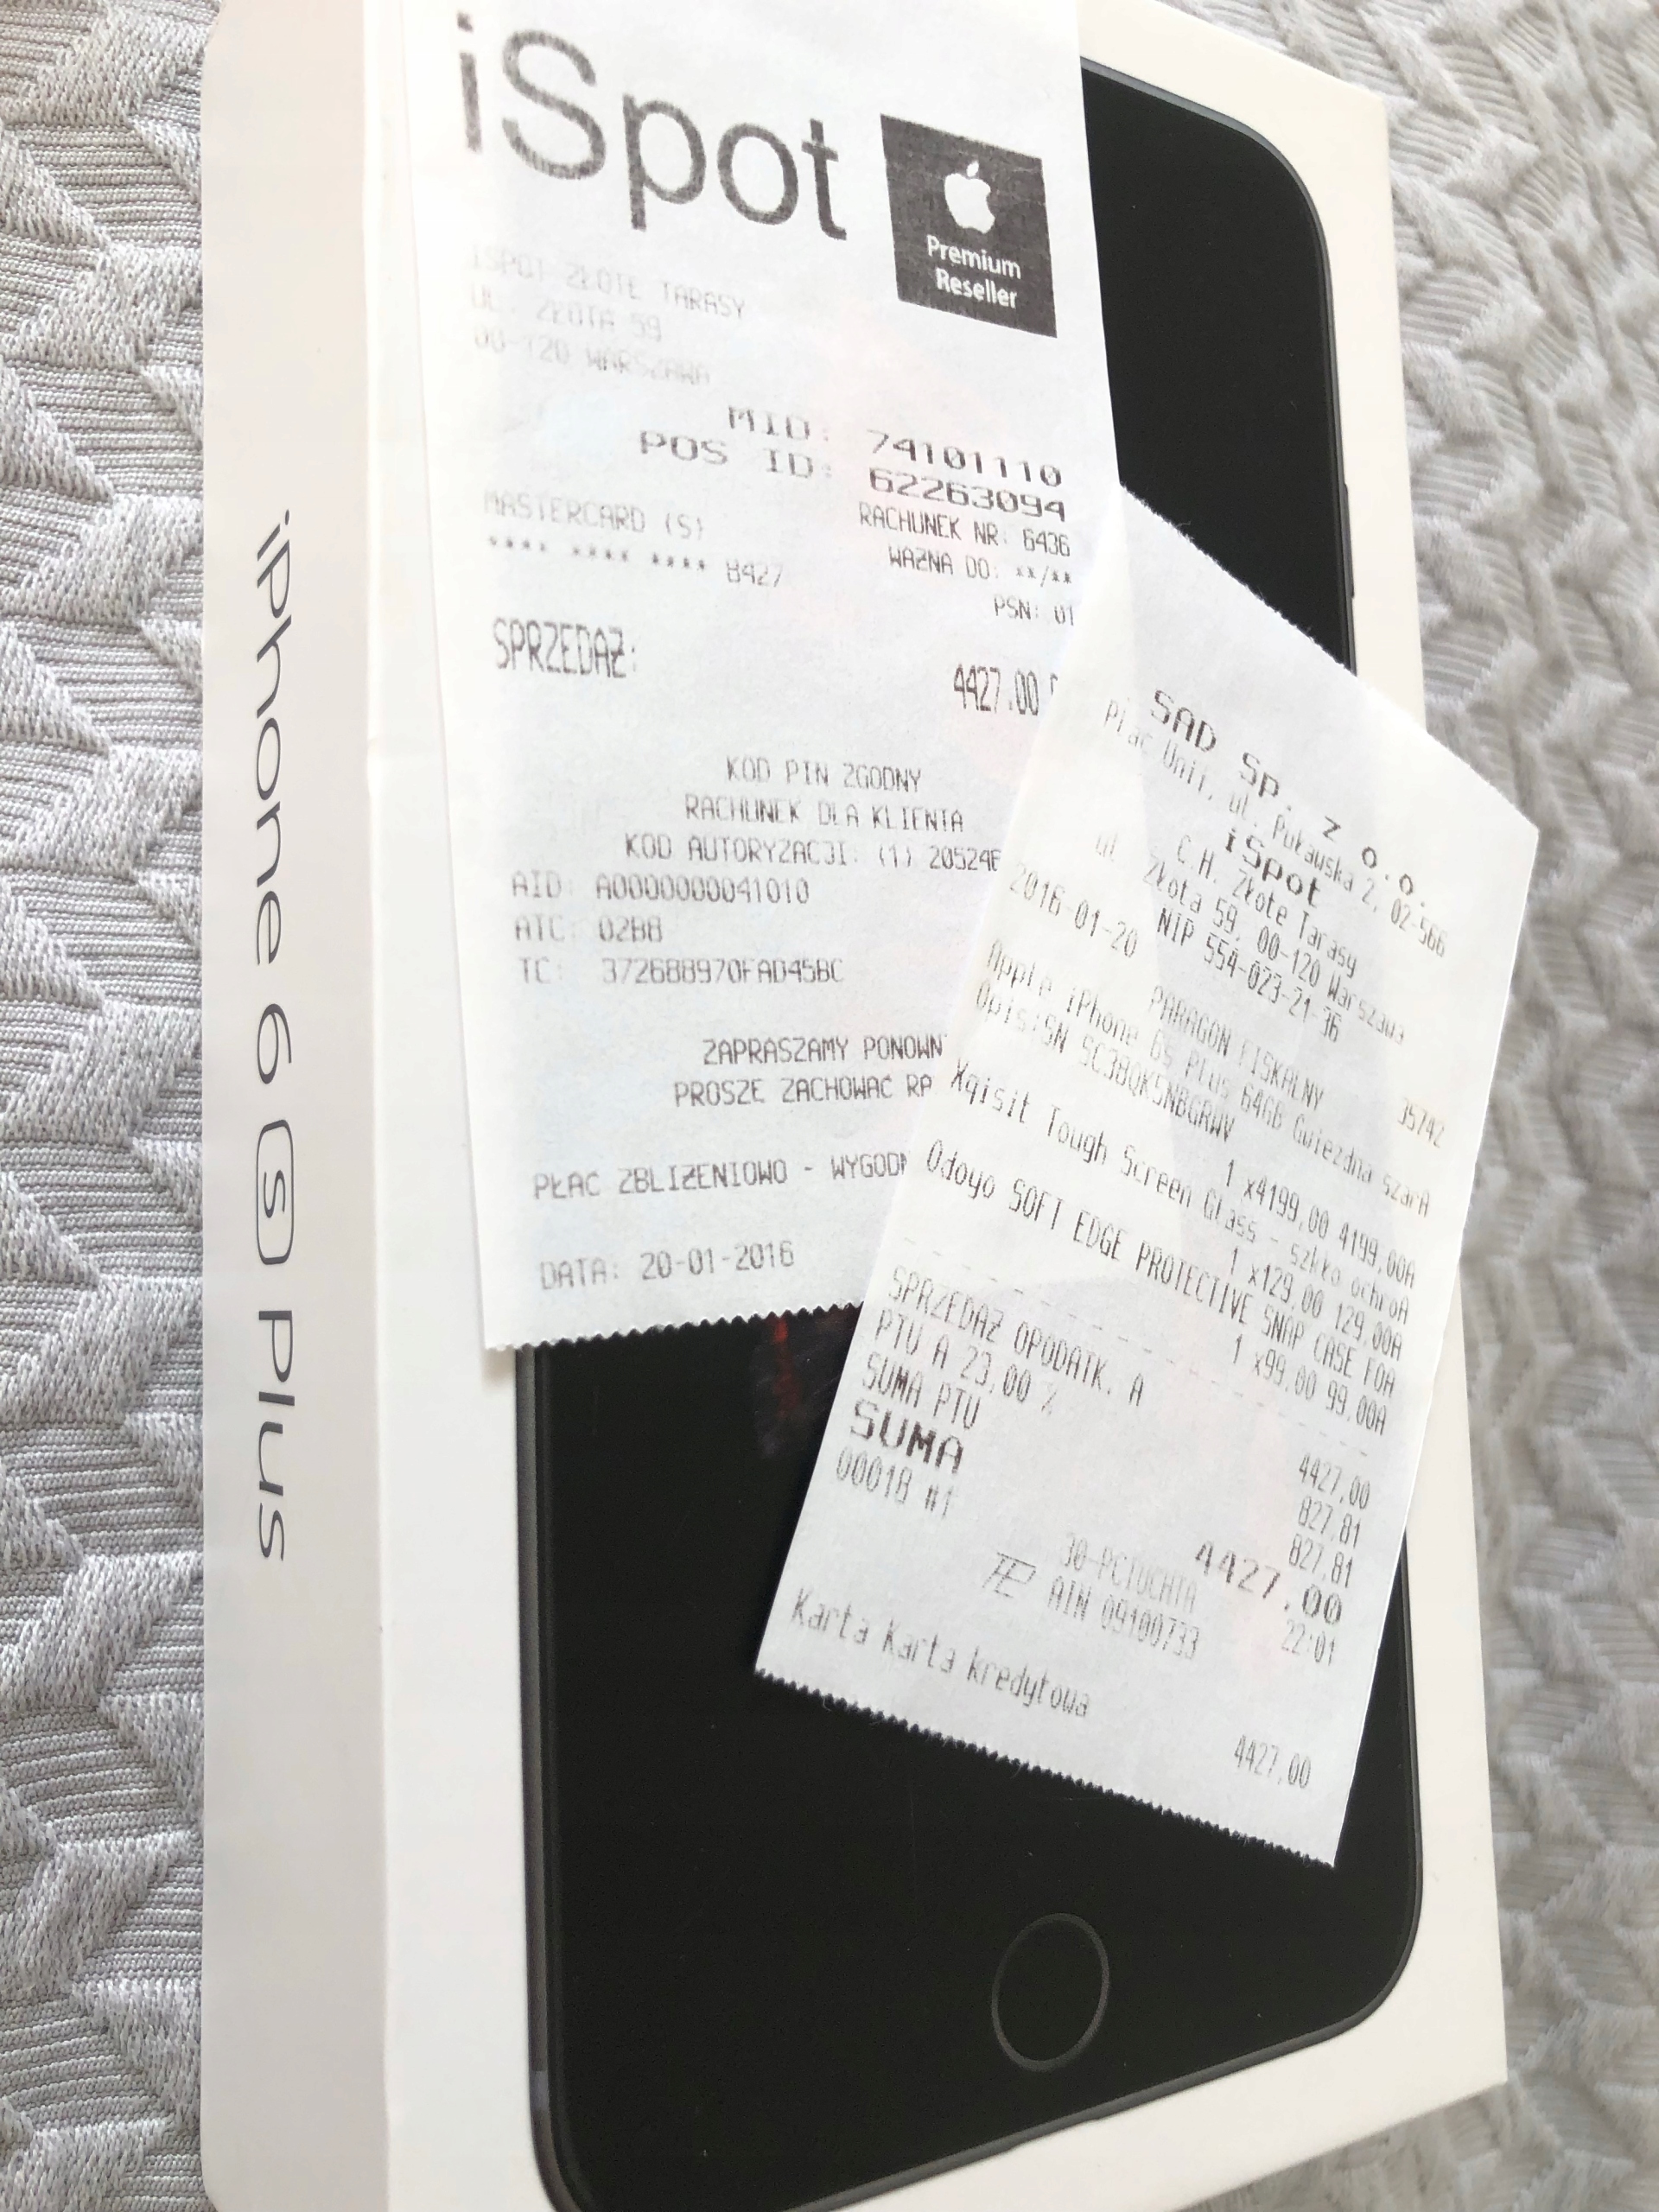 iSpot
Premium
Reseller
ISPOT ZŁOTE TARASY
UL. ZŁOTA 59
00-120 WARSZAWA
MID: 74101110
POS ID: 62263094
MASTERCARD (S)
RACHUNEK NR: 6436
**** **** **** 8427
WAŻNA DO: **/**
PSN: 01
SPRZEDAŻ:
4427.00
KOD PIN ZGODNY
RACHUNEK DLA KLIENTA
KOD AUTORYZACJI: (1) 205246
AID: A0000000041010
ATC: 02B8
TC: 372688970FAD45BC
ZAPRASZAMY PONOWN
PROSZĘ ZACHOWAĆ RA
PŁAĆ ZBLIŻENIOWO - WYGODN
DATA: 20-01-2016
SAD Sp. z o.o.
Plac Unii, ul. Puławska 2, 02-566
iSpot
C.H. Złote Tarasy
ul. Złota 59, 00-120 Warszawa
NIP 554-023-21-36
2016-01-20
35742
PARAGON FISKALNY
Apple iPhone 6S Plus 64GB Gwiezdna szarA
Opis:SN SC38QK5NBGRWV
1 x4199,00 4199,00A
Xqisit Tough Screen Glass - szkło ochroA
1 x129,00 129,00A
Odoyo SOFT EDGE PROTECTIVE SNAP CASE FOA
1 x99,00 99,00A
SPRZEDAŻ OPODATK. A 4427,00
PTU A 23,00 % 827,81
SUMA PTU 827,81
SUMA 4427,00
00018 #1 22:01
AIN 09100733
Karta Karta kredytowa
4427,00
iPhone 6 S Plus